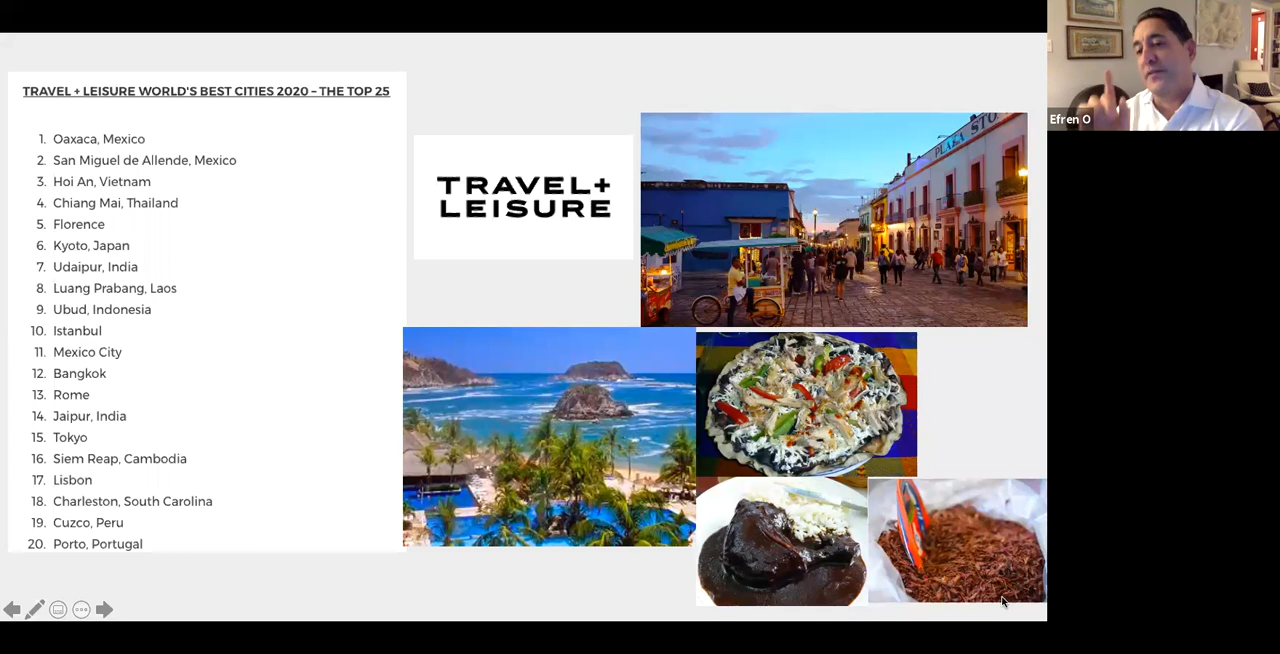 TRAVEL + LEISURE WORLD'S BEST CITIES 2020 – THE TOP 25
1. Oaxaca, Mexico
2. San Miguel de Allende, Mexico
3. Hoi An, Vietnam
4. Chiang Mai, Thailand
5. Florence
6. Kyoto, Japan
7. Udaipur, India
8. Luang Prabang, Laos
9. Ubud, Indonesia
10. Istanbul
11. Mexico City
12. Bangkok
13. Rome
14. Jaipur, India
15. Tokyo
16. Siem Reap, Cambodia
17. Lisbon
18. Charleston, South Carolina
19. Cuzco, Peru
20. Porto, Portugal
TRAVEL+
LEISURE
PLAZA
Efren O